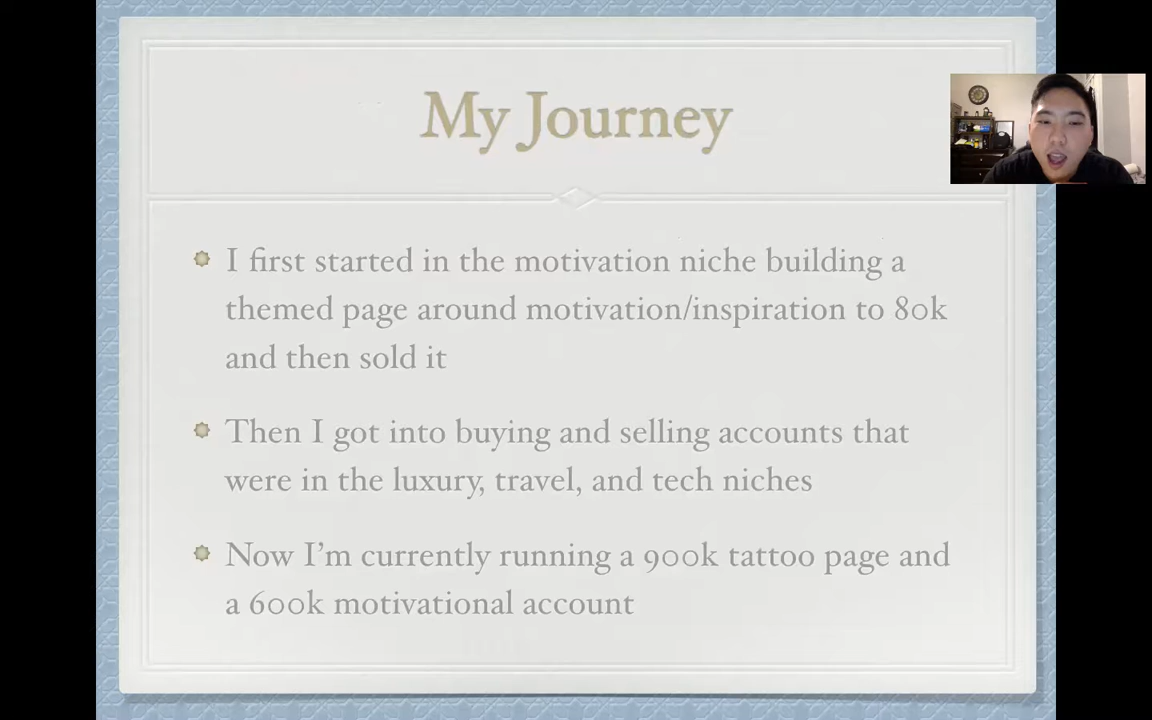 My Journey
I first started in the motivation niche building a
themed page around motivation/inspiration to 80k
and then sold it
Then I got into buying and selling accounts that
were in the luxury, travel, and tech niches
Now I’m currently running a 900k tattoo page and
a 600k motivational account